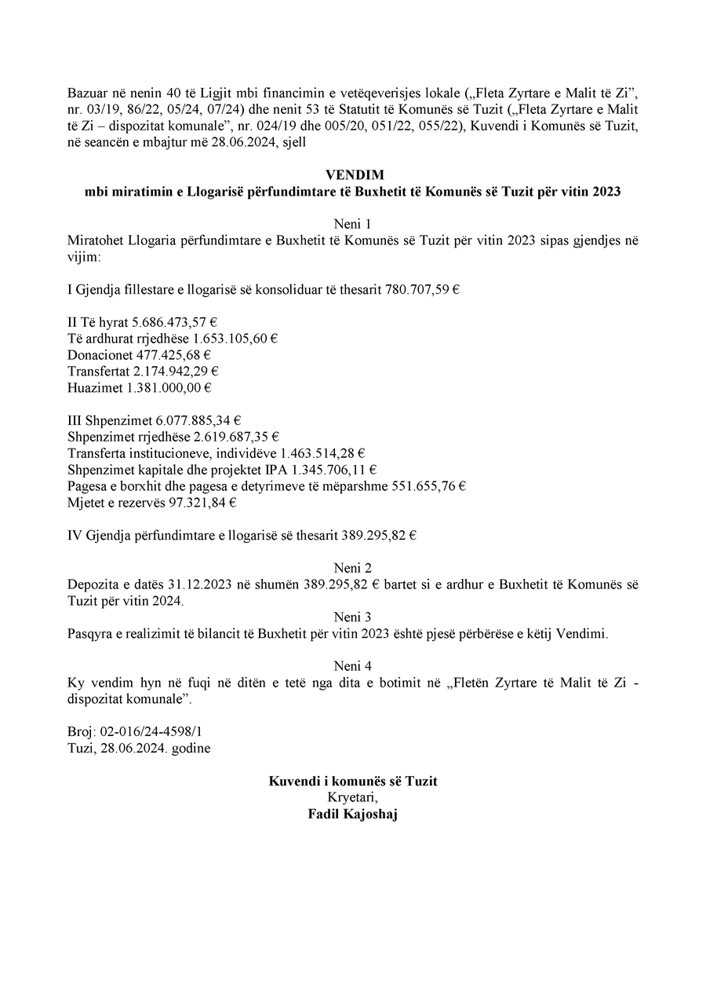 Bazuar në nenin 40 të Ligjit mbi financimin e vetëqeverisjes lokale („Fleta Zyrtare e Malit të Zi”,
nr. 03/19, 86/22, 05/24, 07/24) dhe nenit 53 të Statutit të Komunës së Tuzit („Fleta Zyrtare e Malit
të Zi – dispozitat komunale”, nr. 024/19 dhe 005/20, 051/22, 055/22), Kuvendi i Komunës së Tuzit,
në seancën e mbajtur më 28.06.2024, sjell
VENDIM
mbi miratimin e Llogarisë përfundimtare të Buxhetit të Komunës së Tuzit për vitin 2023
Neni 1
Miratohet Llogaria përfundimtare e Buxhetit të Komunës së Tuzit për vitin 2023 sipas gjendjes në
vijim:
I Gjendja fillestare e llogarisë së konsoliduar të thesarit 780.707,59 €
II Të hyrat 5.686.473,57 €
Të ardhurat rrjedhëse 1.653.105,60 €
Donacionet 477.425,68 €
Transfertat 2.174.942,29 €
Huazimet 1.381.000,00 €
III Shpenzimet 6.077.885,34 €
Shpenzimet rrjedhëse 2.619.687,35 €
Transferta institucioneve, individëve 1.463.514,28 €
Shpenzimet kapitale dhe projektet IPA 1.345.706,11 €
Pagesa e borxhit dhe pagesa e detyrimeve të mëparshme 551.655,76 €
Mjetet e rezervës 97.321,84 €
IV Gjendja përfundimtare e llogarisë së thesarit 389.295,82 €
Neni 2
Depozita e datës 31.12.2023 në shumën 389.295,82 € bartet si e ardhur e Buxhetit të Komunës së
Tuzit për vitin 2024.
Neni 3
Pasqyra e realizimit të bilancit të Buxhetit për vitin 2023 është pjesë përbërëse e këtij Vendimi.
Neni 4
Ky vendim hyn në fuqi në ditën e tetë nga dita e botimit në „Fletën Zyrtare të Malit të Zi -
dispozitat komunale”.
Broj: 02-016/24-4598/1
Tuzi, 28.06.2024. godine
Kuvendi i komunës së Tuzit
Kryetari,
Fadil Kajoshaj